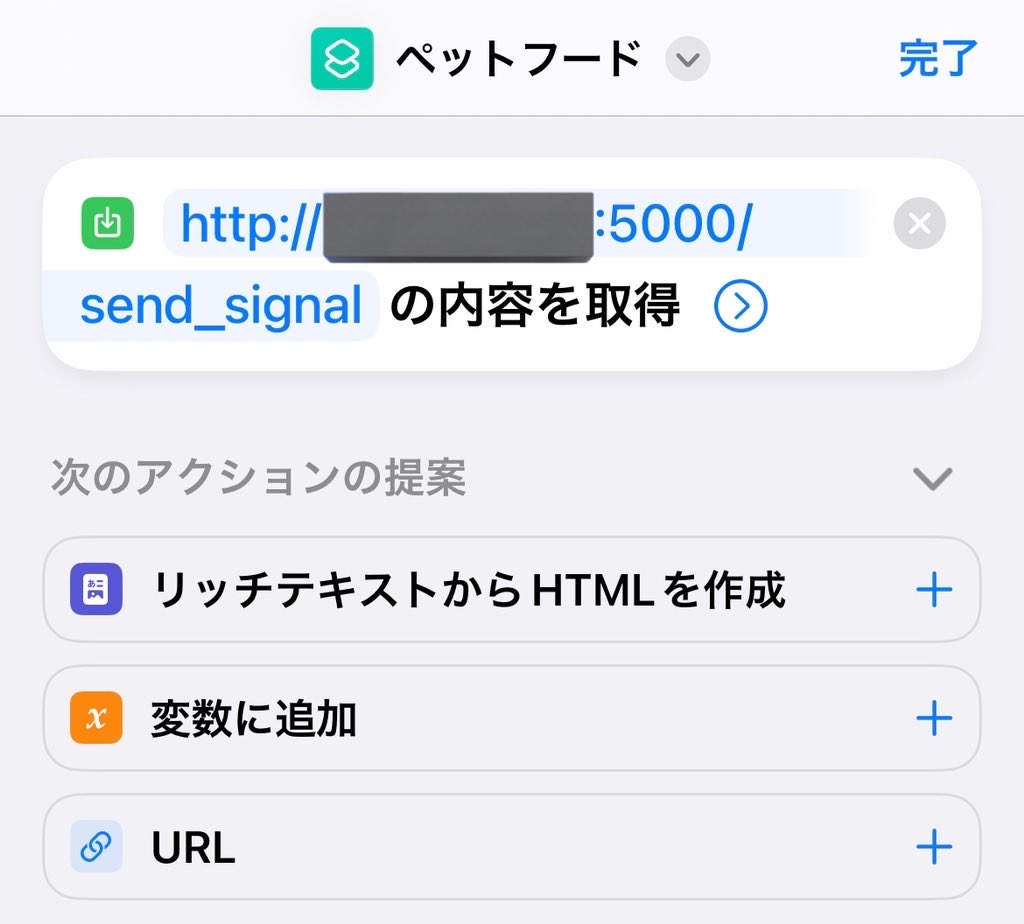 ペットフード
完了
http://:5000/
send_signal の内容を取得
次のアクションの提案
リッチテキストからHTMLを作成
変数に追加
URL